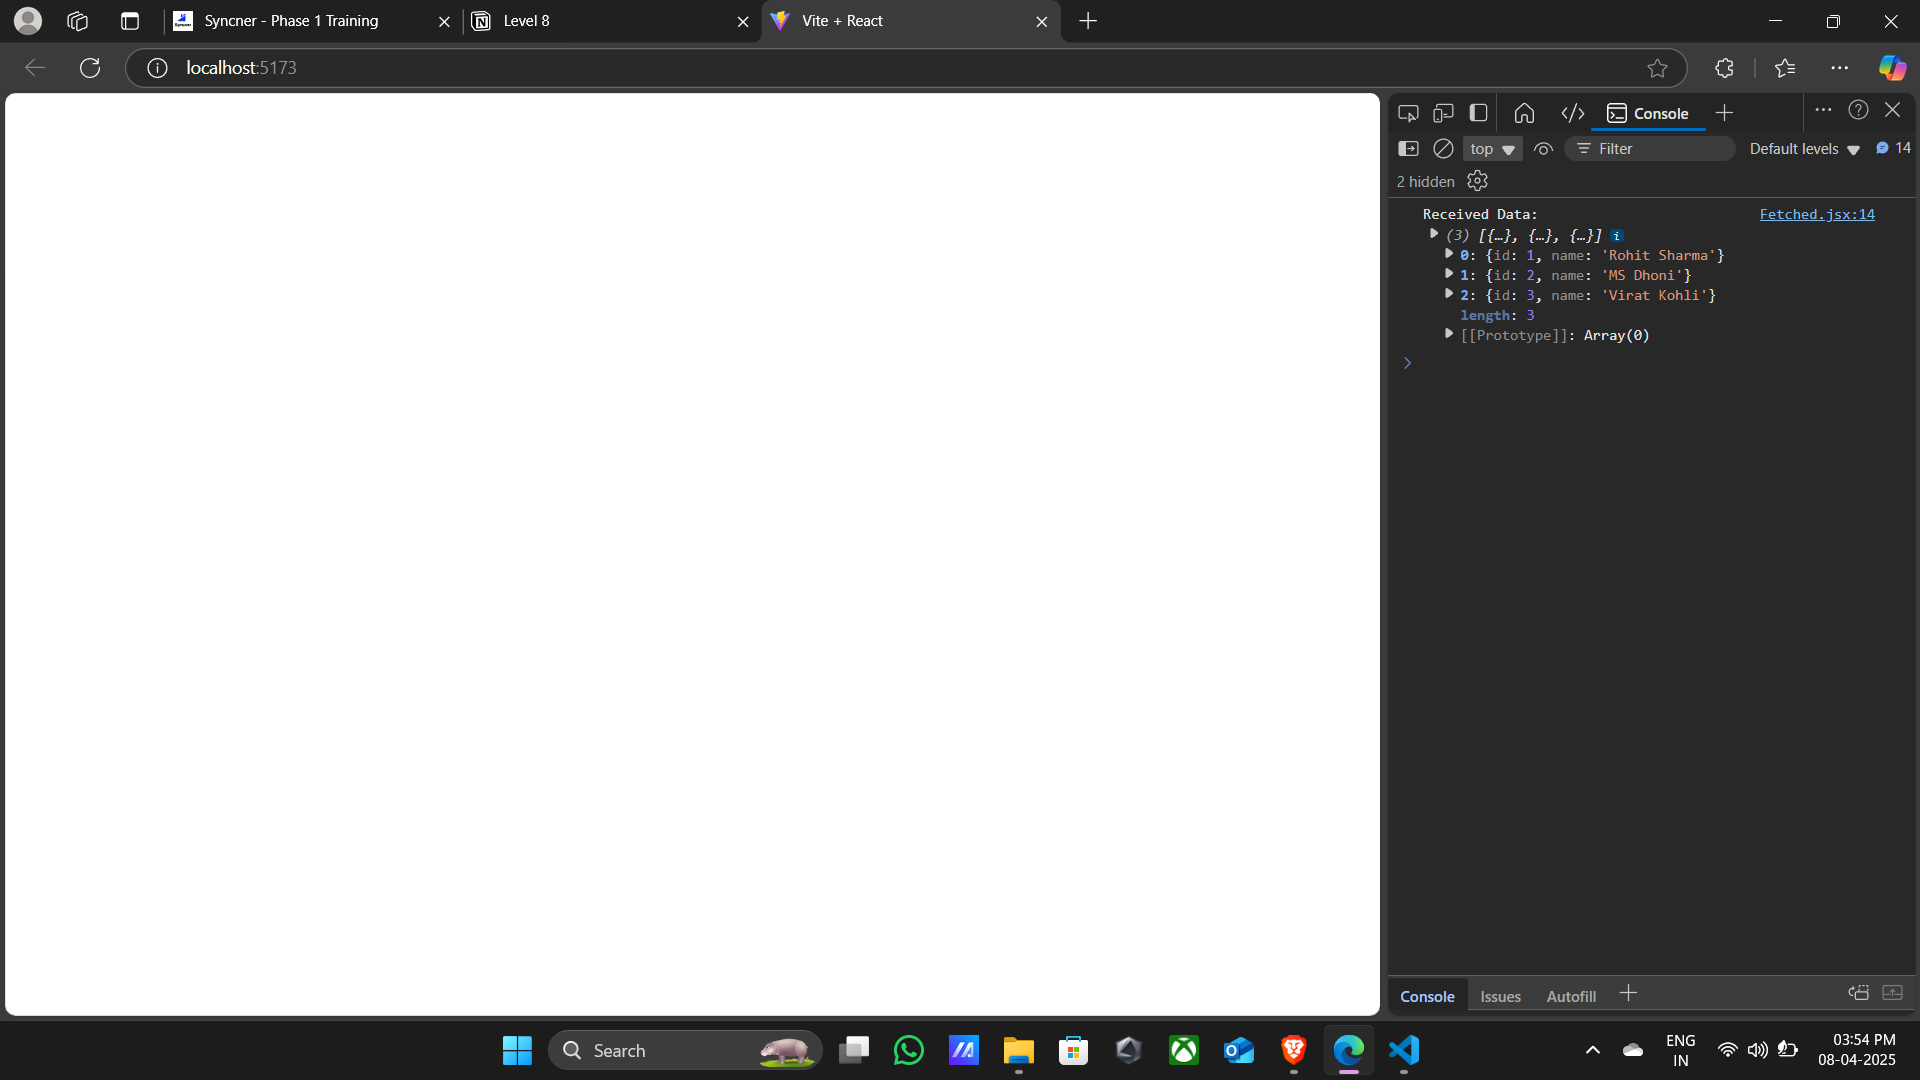 Syncner - Phase 1 Training
Level 8
Vite + React
localhost:5173
Console
top
Filter
Default levels
14
2 hidden
Received Data:
Fetched.jsx:14
(3) [{…}, {…}, {…}]
0: {id: 1, name: 'Rohit Sharma'}
1: {id: 2, name: 'MS Dhoni'}
2: {id: 3, name: 'Virat Kohli'}
length: 3
[[Prototype]]: Array(0)
Console
Issues
Autofill
Search
ENG
IN
03:54 PM
08-04-2025